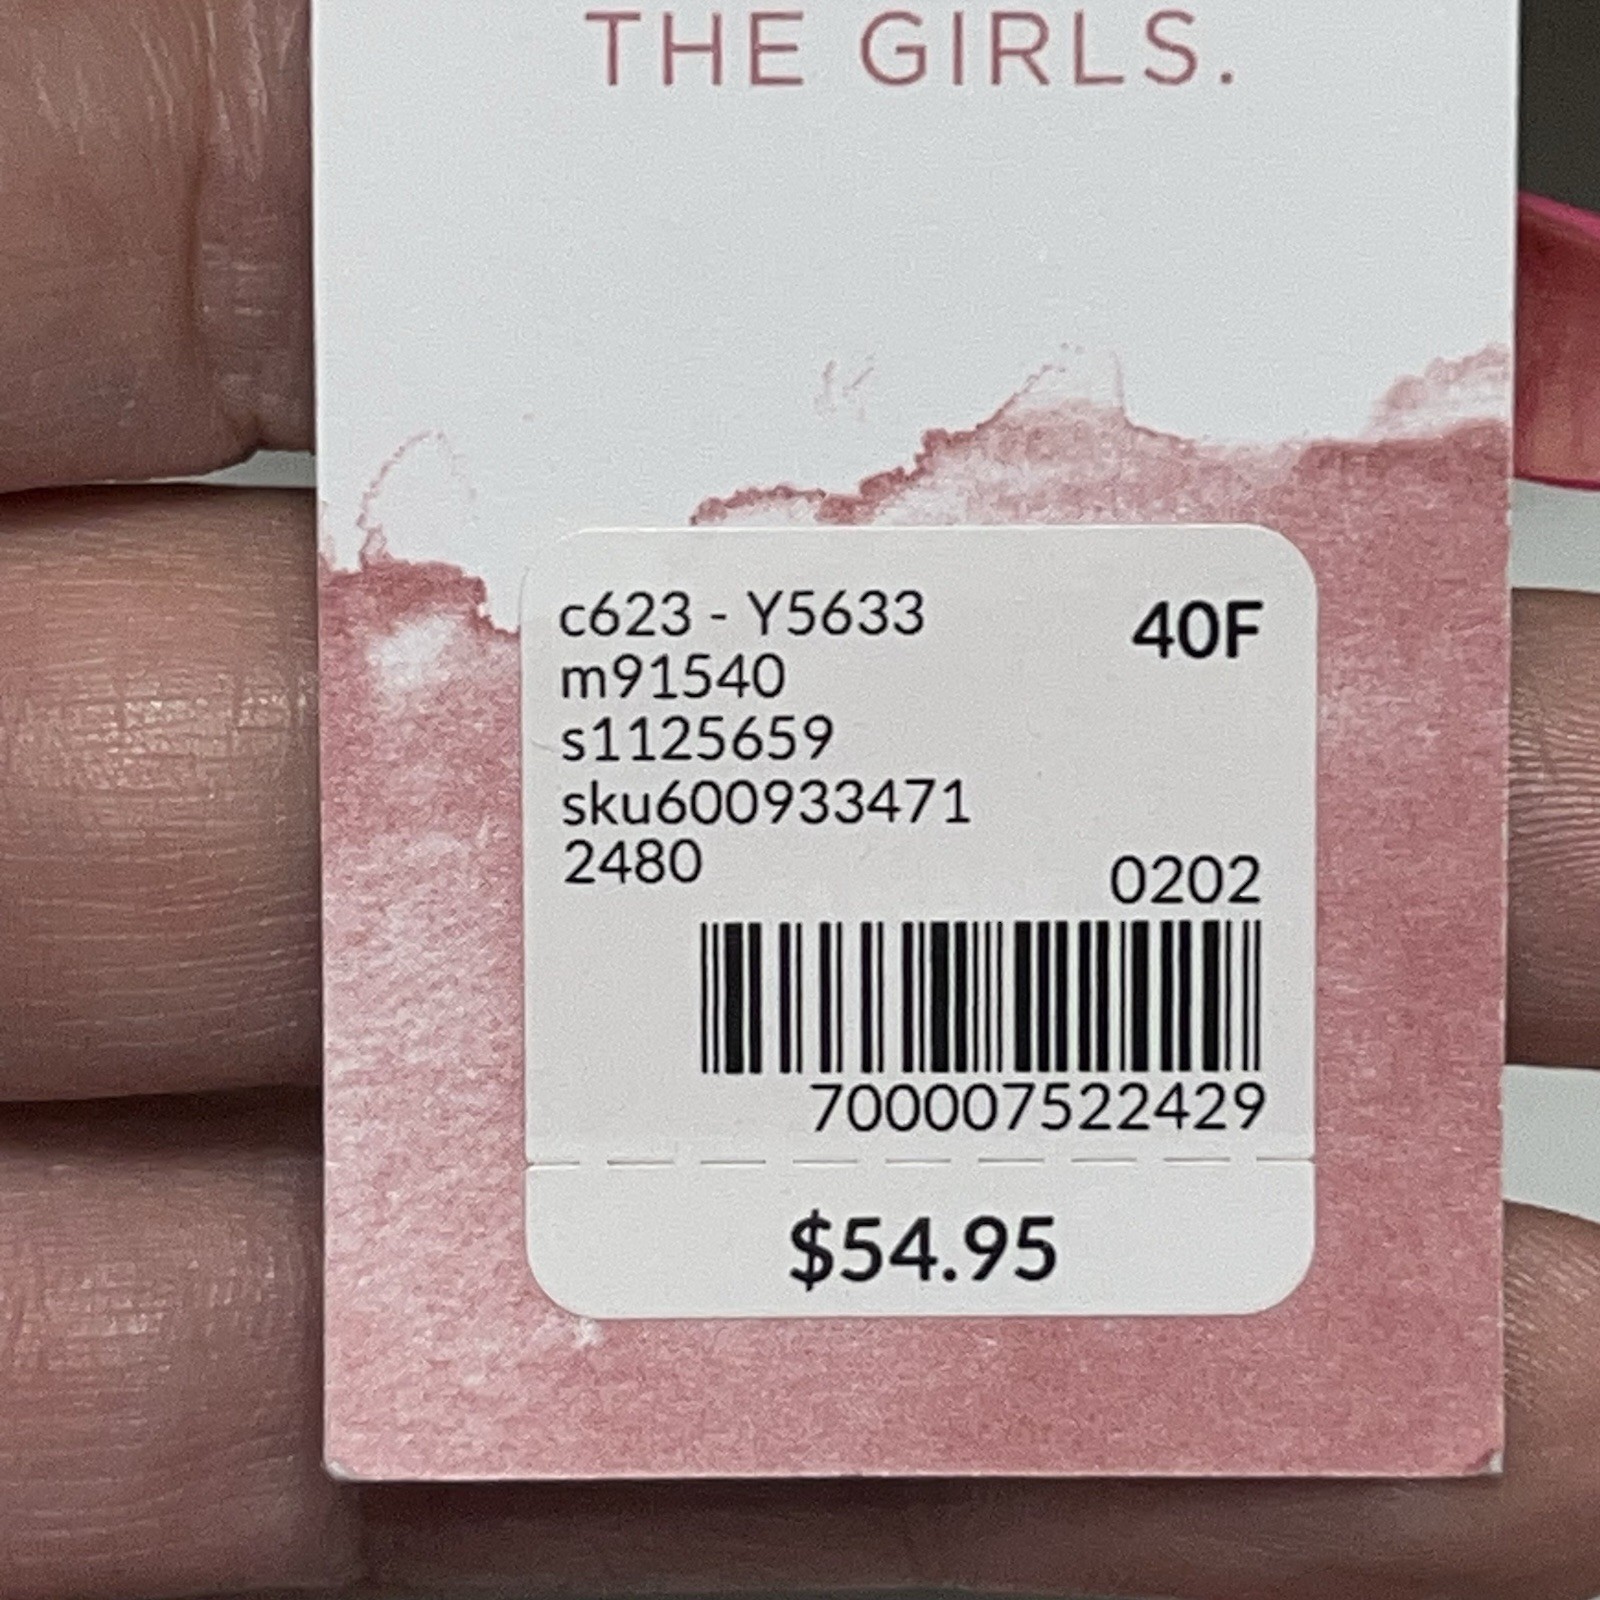 THE GIRLS.
c623 - Y5633
40F
m91540
s1125659
sku600933471
2480
0202
700007522429
$54.95